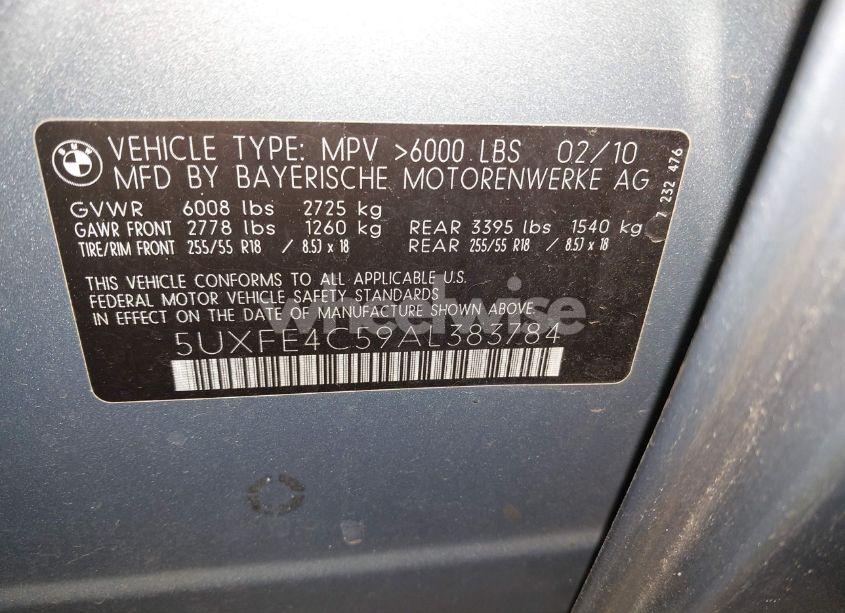 BMW
VEHICLE TYPE: MPV >6000 LBS 02/10
MFD BY BAYERISCHE MOTORENWERKE AG
7 232 476
GVWR 6008 lbs 2725 kg
GAWR FRONT 2778 lbs 1260 kg REAR 3395 lbs 1540 kg
TIRE/RIM FRONT 255/55 R18 / 8.5J x 18 REAR 255/55 R18 / 8.5J x 18
THIS VEHICLE CONFORMS TO ALL APPLICABLE U.S.
FEDERAL MOTOR VEHICLE SAFETY STANDARDS
IN EFFECT ON THE DATE OF MANUFACTURE SHOWN ABOVE.
wheelwise
5UXFE4C59AL383784